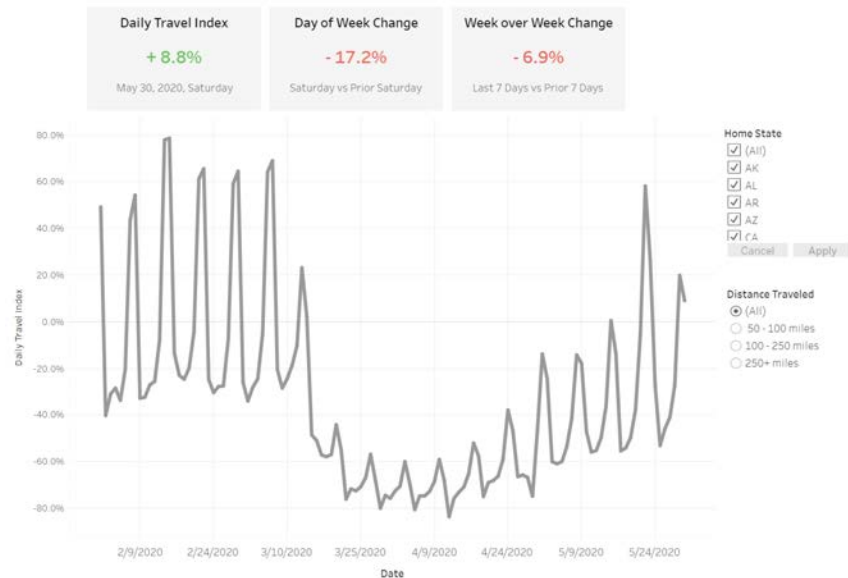 Daily Travel Index
+ 8.8%
May 30, 2020, Saturday
Day of Week Change
- 17.2%
Saturday vs Prior Saturday
Week over Week Change
- 6.9%
Last 7 Days vs Prior 7 Days
80.0%
60.0%
40.0%
20.0%
0.0%
-20.0%
-40.0%
-60.0%
-80.0%
Daily Travel Index
2/9/2020
2/24/2020
3/10/2020
3/25/2020
4/9/2020
4/24/2020
5/9/2020
5/24/2020
Date
Home State
(All)
AK
AL
AR
AZ
CA
Cancel Apply
Distance Traveled
(All)
50 - 100 miles
100 - 250 miles
250+ miles